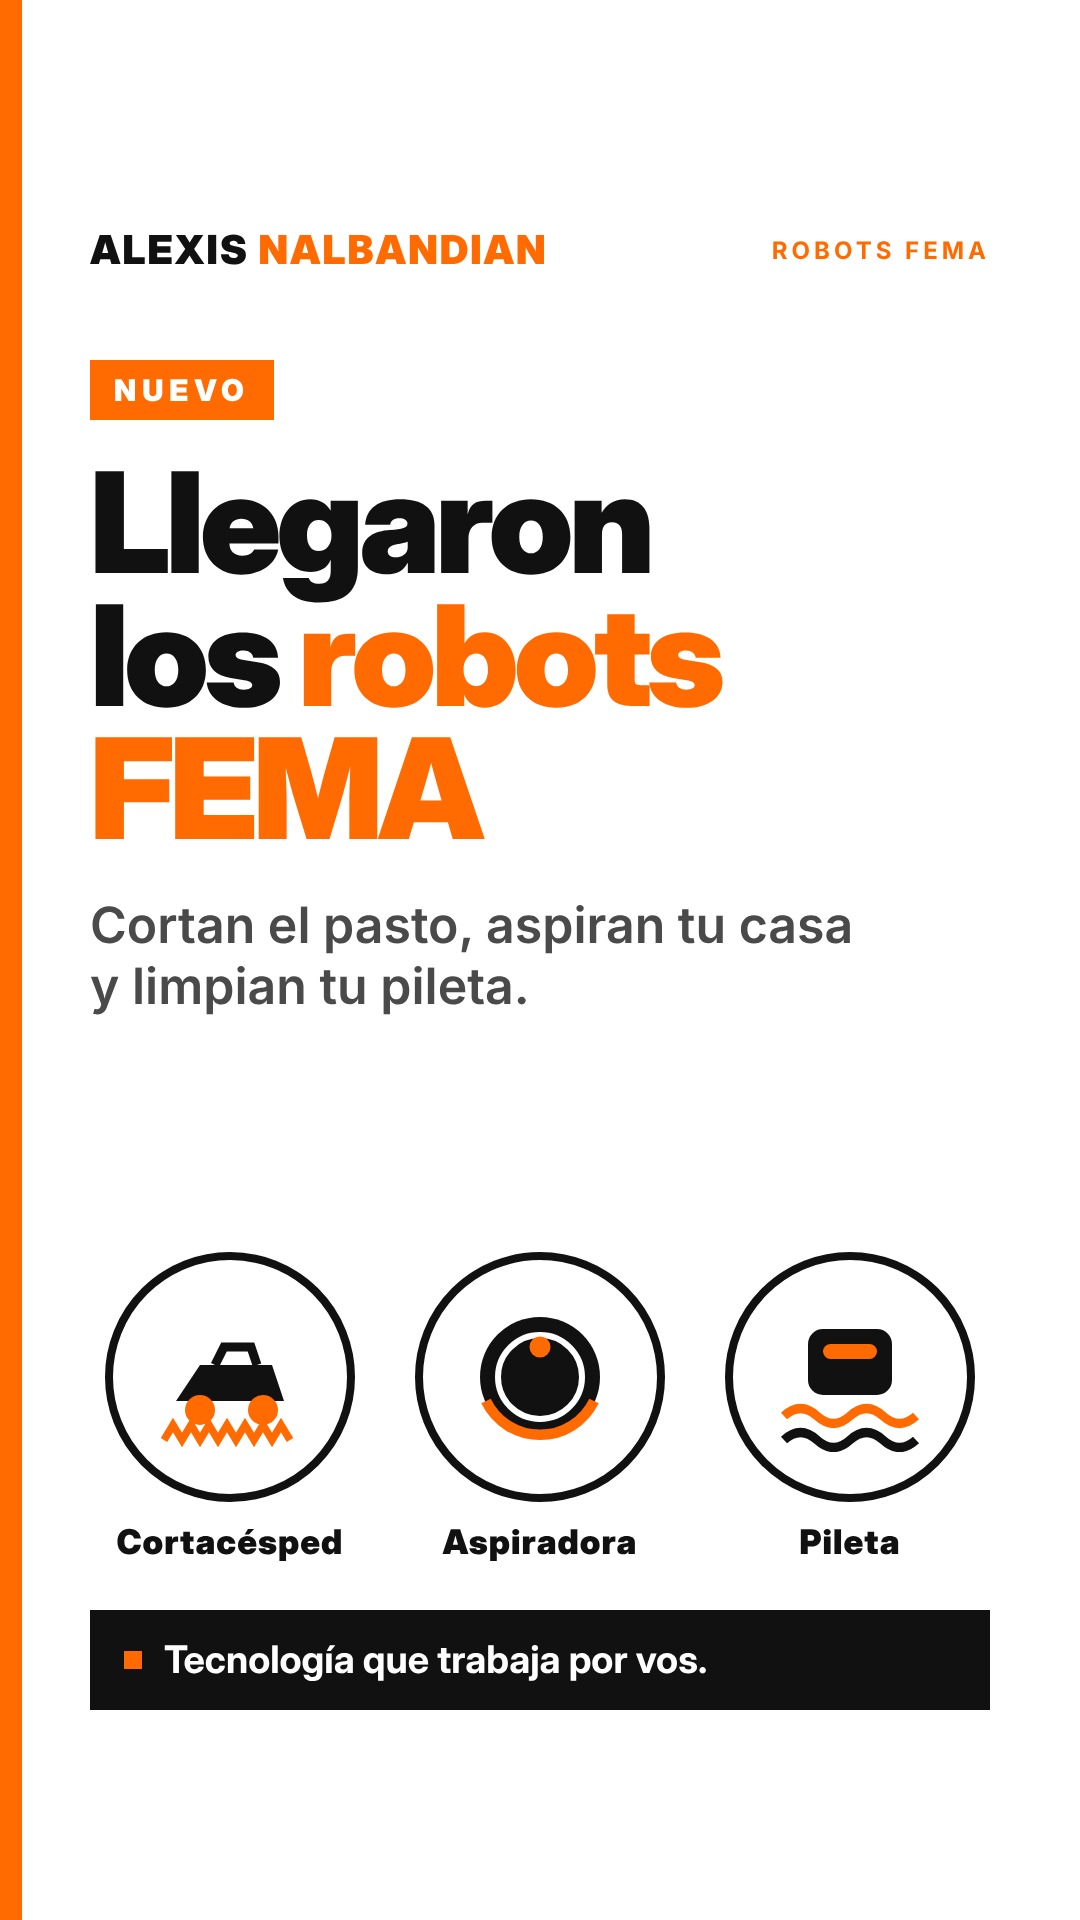 ALEXIS NALBANDIAN
ROBOTS FEMA
NUEVO
Llegaron
los robots
FEMA
Cortan el pasto, aspiran tu casa
y limpian tu pileta.
Cortacésped
Aspiradora
Pileta
Tecnología que trabaja por vos.